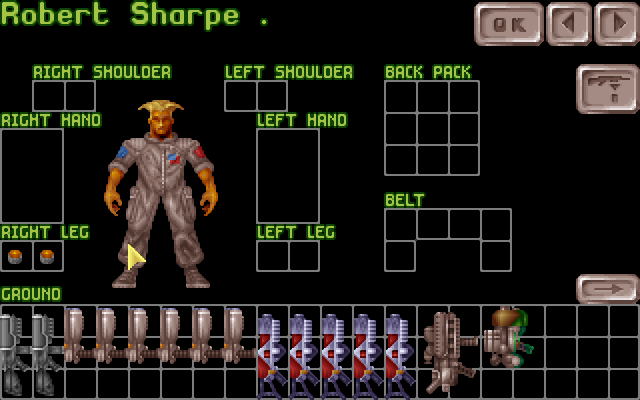 Robert Sharpe .
OK
RIGHT SHOULDER
LEFT SHOULDER
BACK PACK
RIGHT HAND
LEFT HAND
BELT
RIGHT LEG
LEFT LEG
GROUND